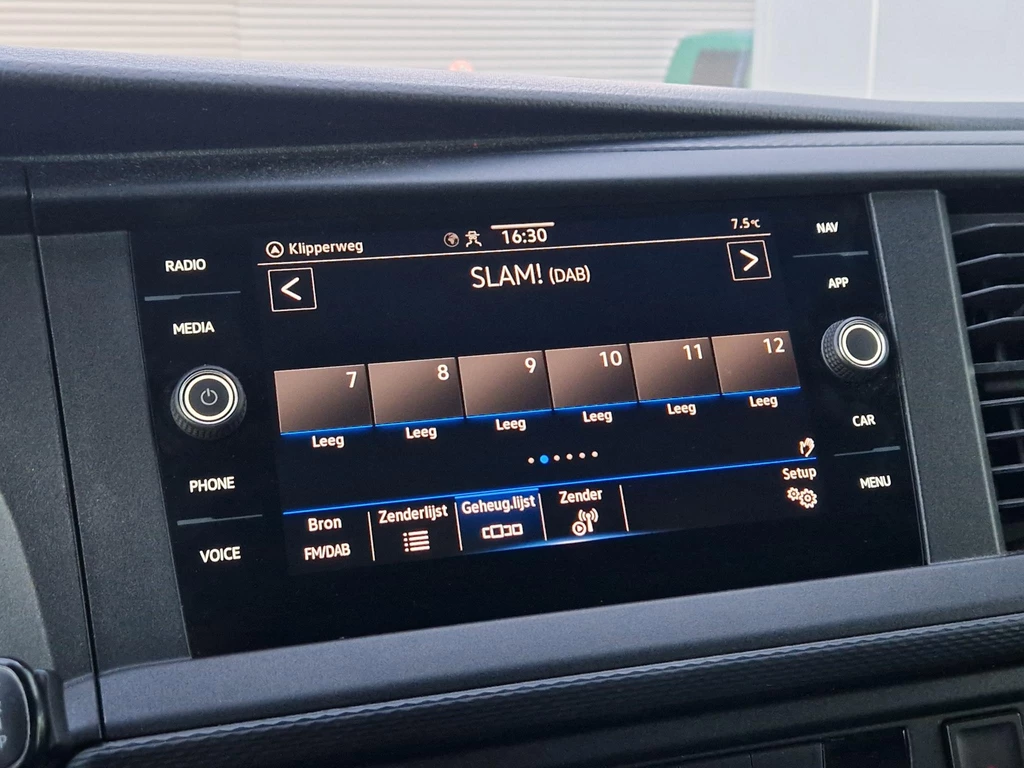 RADIO
MEDIA
PHONE
VOICE
Klipperweg
16:30
7.5°C
<
SLAM! (DAB)
>
7 8 9 10 11 12
Leeg Leeg Leeg Leeg Leeg Leeg
Setup
Bron Zenderlijst Geheug.lijst Zender
FM/DAB
NAV
APP
CAR
MENU